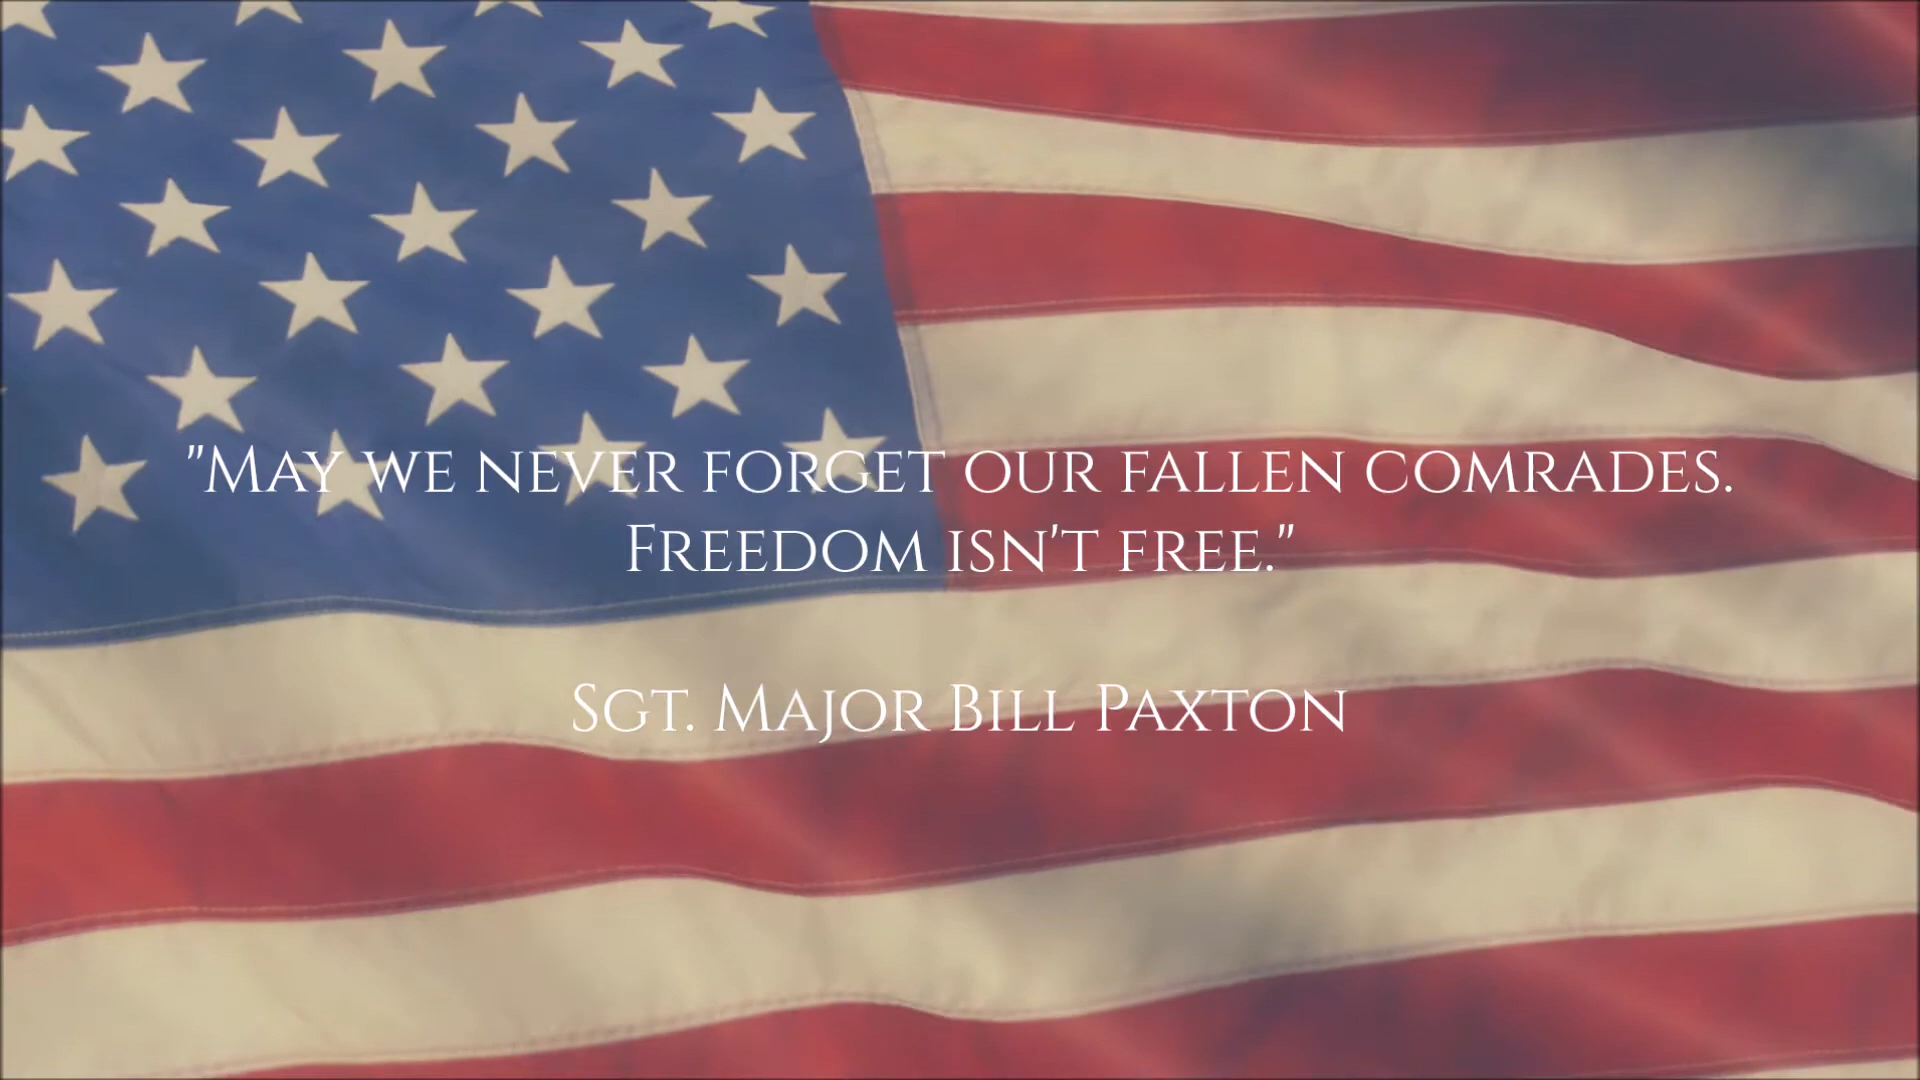 "May we never forget our fallen comrades.
Freedom isn't free."
Sgt. Major Bill Paxton